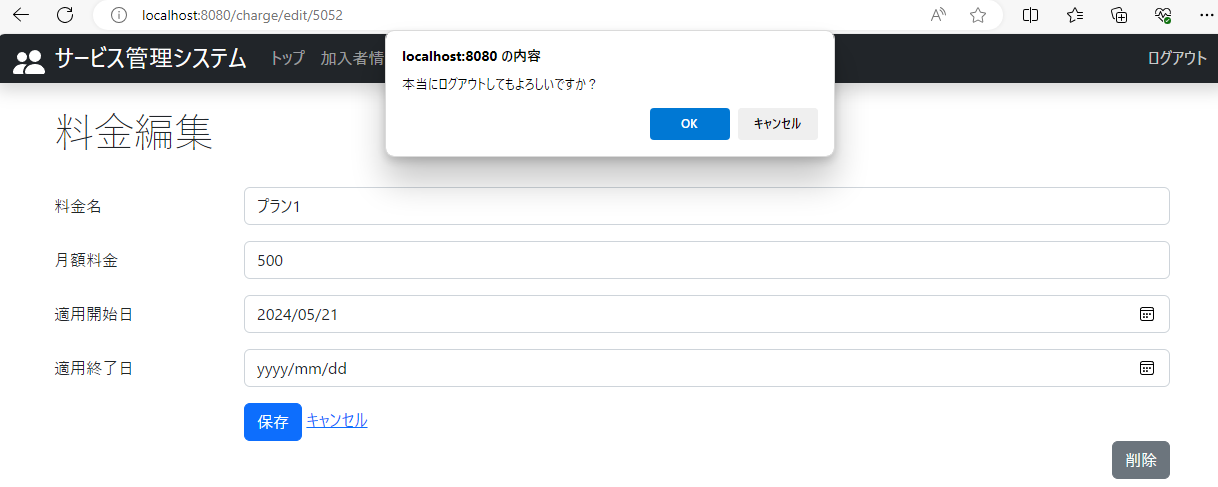 localhost:8080/charge/edit/5052
サービス管理システム トップ 加入者情 ログアウト
localhost:8080 の内容
本当にログアウトしてもよろしいですか？
OK キャンセル
料金編集
料金名 プラン1
月額料金 500
適用開始日 2024/05/21
適用終了日 yyyy/mm/dd
保存 キャンセル
削除